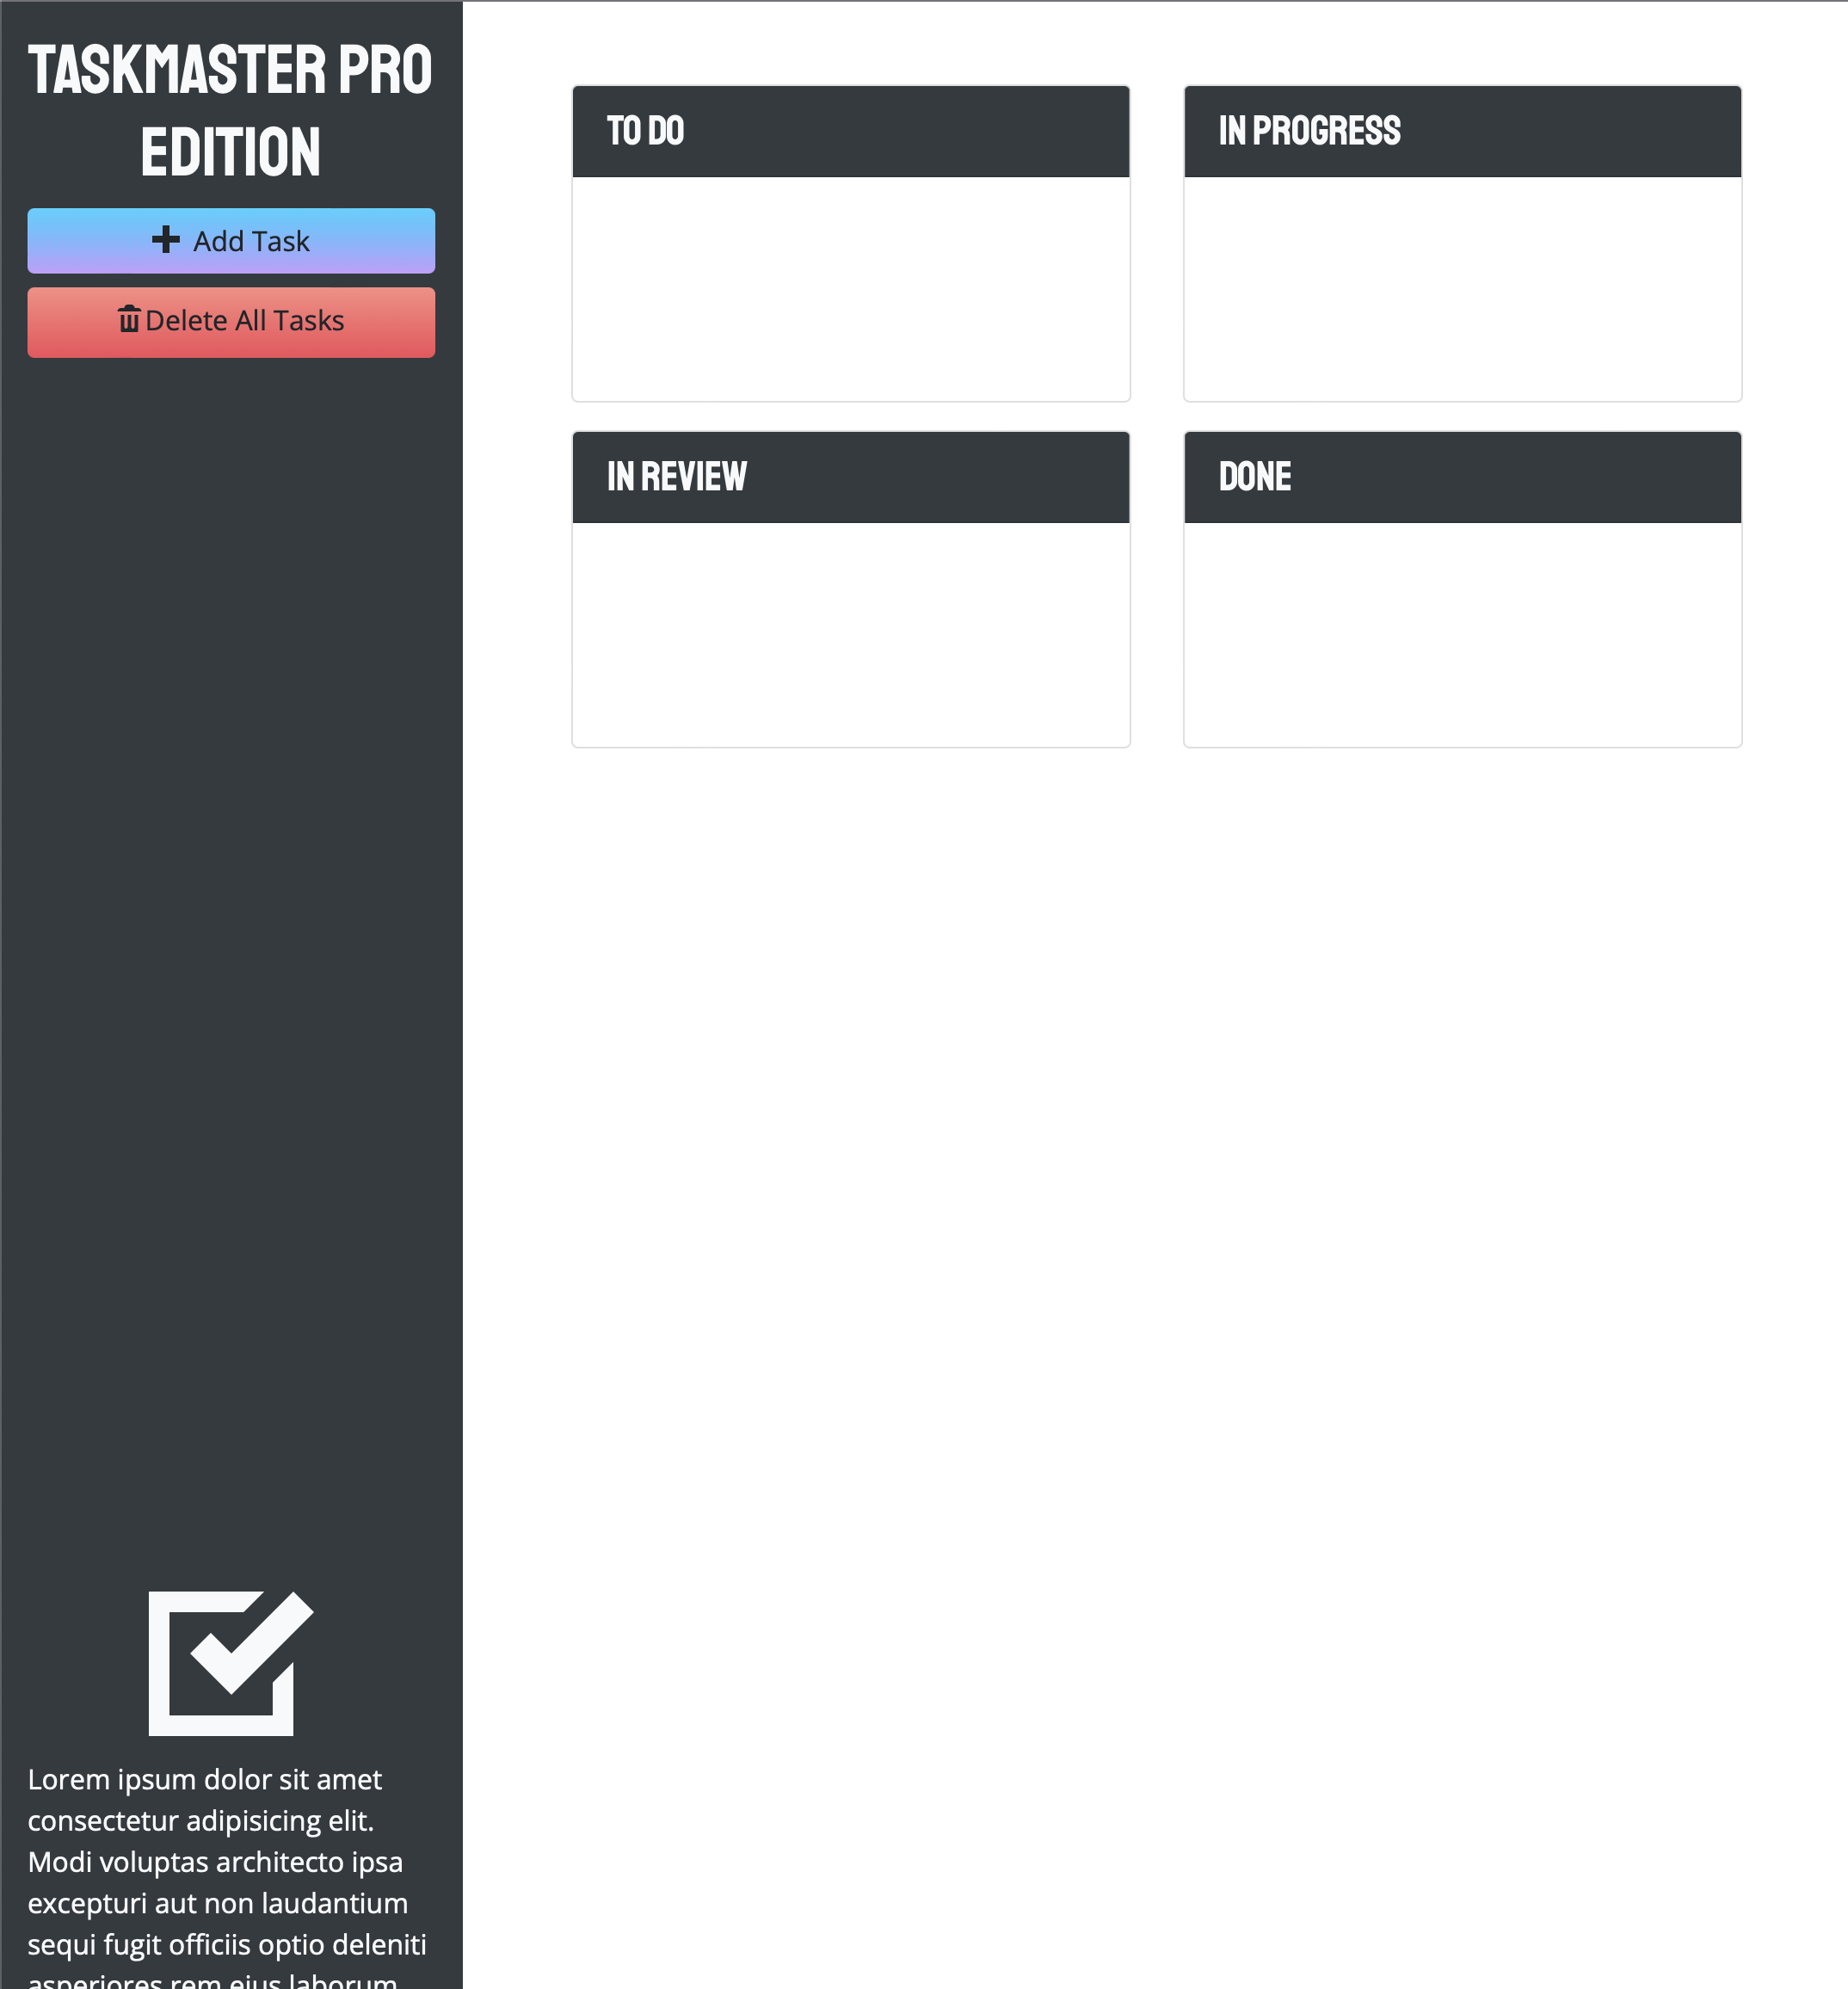 TASKMASTER PRO
EDITION
Add Task
Delete All Tasks
TO DO
IN PROGRESS
IN REVIEW
DONE
Lorem ipsum dolor sit amet
consectetur adipisicing elit.
Modi voluptas architecto ipsa
excepturi aut non laudantium
sequi fugit officiis optio deleniti
asperiores rem eius laborum